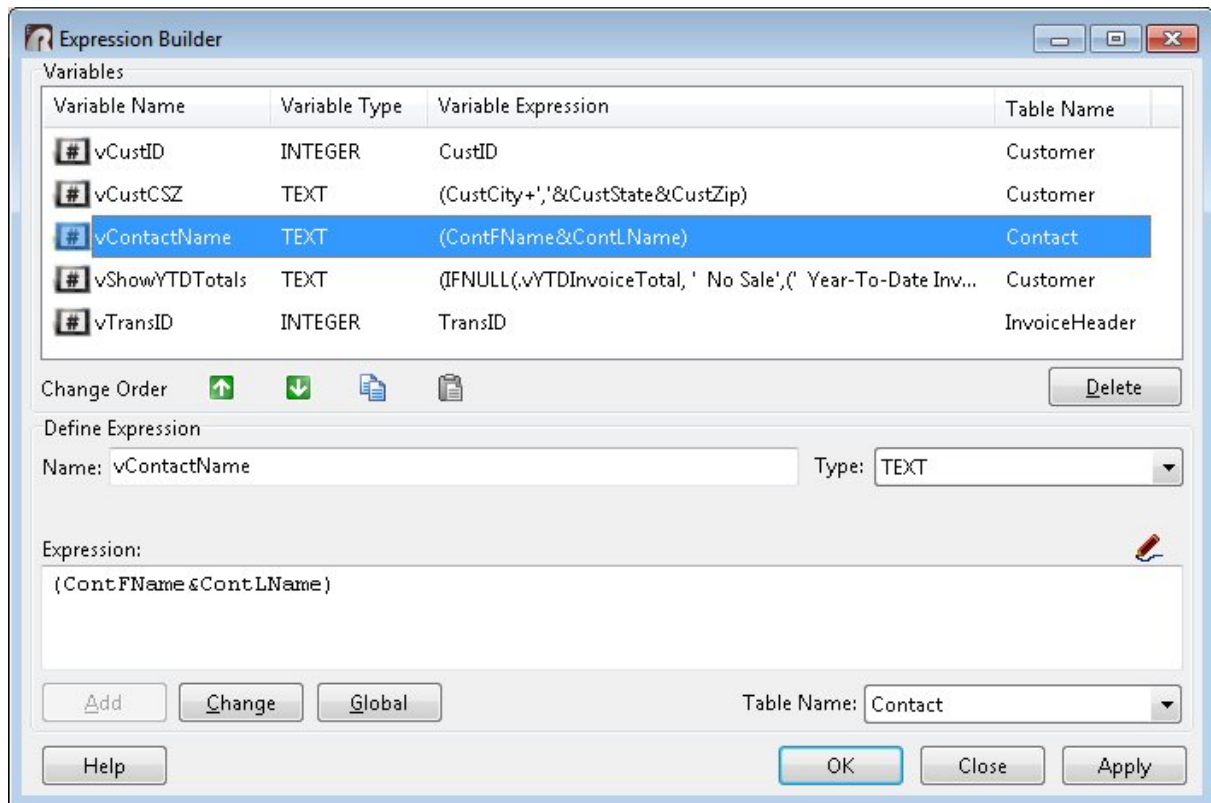 Expression Builder
Variables
Variable Name Variable Type Variable Expression Table Name
# vCustID INTEGER CustID Customer
# vCustCSZ TEXT (CustCity+','&CustState&CustZip) Customer
# vContactName TEXT (ContFName&ContLName) Contact
# vShowYTDTotals TEXT (IFNULL(.vYTDInvoiceTotal, '  No Sale',('  Year-To-Date Inv... Customer
# vTransID INTEGER TransID InvoiceHeader
Change Order Delete
Define Expression
Name: vContactName Type: TEXT
Expression:
(ContFName&ContLName)
Add Change Global Table Name: Contact
Help OK Close Apply